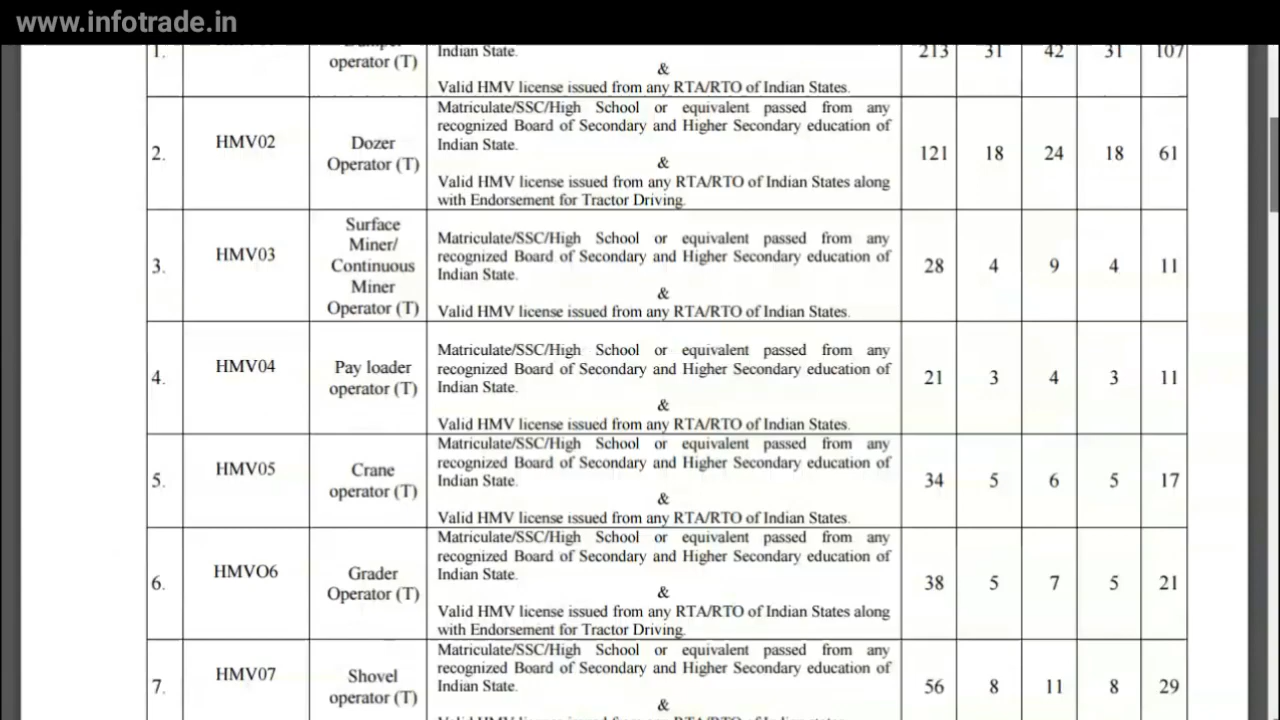 www.infotrade.in
1. operator (T) Indian State. 213 31 42 31 107
&
Valid HMV license issued from any RTA/RTO of Indian States.
2. HMV02 Dozer Operator (T) 121 18 24 18 61
Matriculate/SSC/High School or equivalent passed from any
recognized Board of Secondary and Higher Secondary education of
Indian State.
&
Valid HMV license issued from any RTA/RTO of Indian States along
with Endorsement for Tractor Driving.
3. HMV03 Surface Miner/ Continuous Miner Operator (T) 28 4 9 4 11
Matriculate/SSC/High School or equivalent passed from any
recognized Board of Secondary and Higher Secondary education of
Indian State.
&
Valid HMV license issued from any RTA/RTO of Indian States.
4. HMV04 Pay loader operator (T) 21 3 4 3 11
Matriculate/SSC/High School or equivalent passed from any
recognized Board of Secondary and Higher Secondary education of
Indian State.
&
Valid HMV license issued from any RTA/RTO of Indian States.
5. HMV05 Crane operator (T) 34 5 6 5 17
Matriculate/SSC/High School or equivalent passed from any
recognized Board of Secondary and Higher Secondary education of
Indian State.
&
Valid HMV license issued from any RTA/RTO of Indian States.
6. HMVO6 Grader Operator (T) 38 5 7 5 21
Matriculate/SSC/High School or equivalent passed from any
recognized Board of Secondary and Higher Secondary education of
Indian State.
&
Valid HMV license issued from any RTA/RTO of Indian States along
with Endorsement for Tractor Driving.
7. HMV07 Shovel operator (T) 56 8 11 8 29
Matriculate/SSC/High School or equivalent passed from any
recognized Board of Secondary and Higher Secondary education of
Indian State.
&